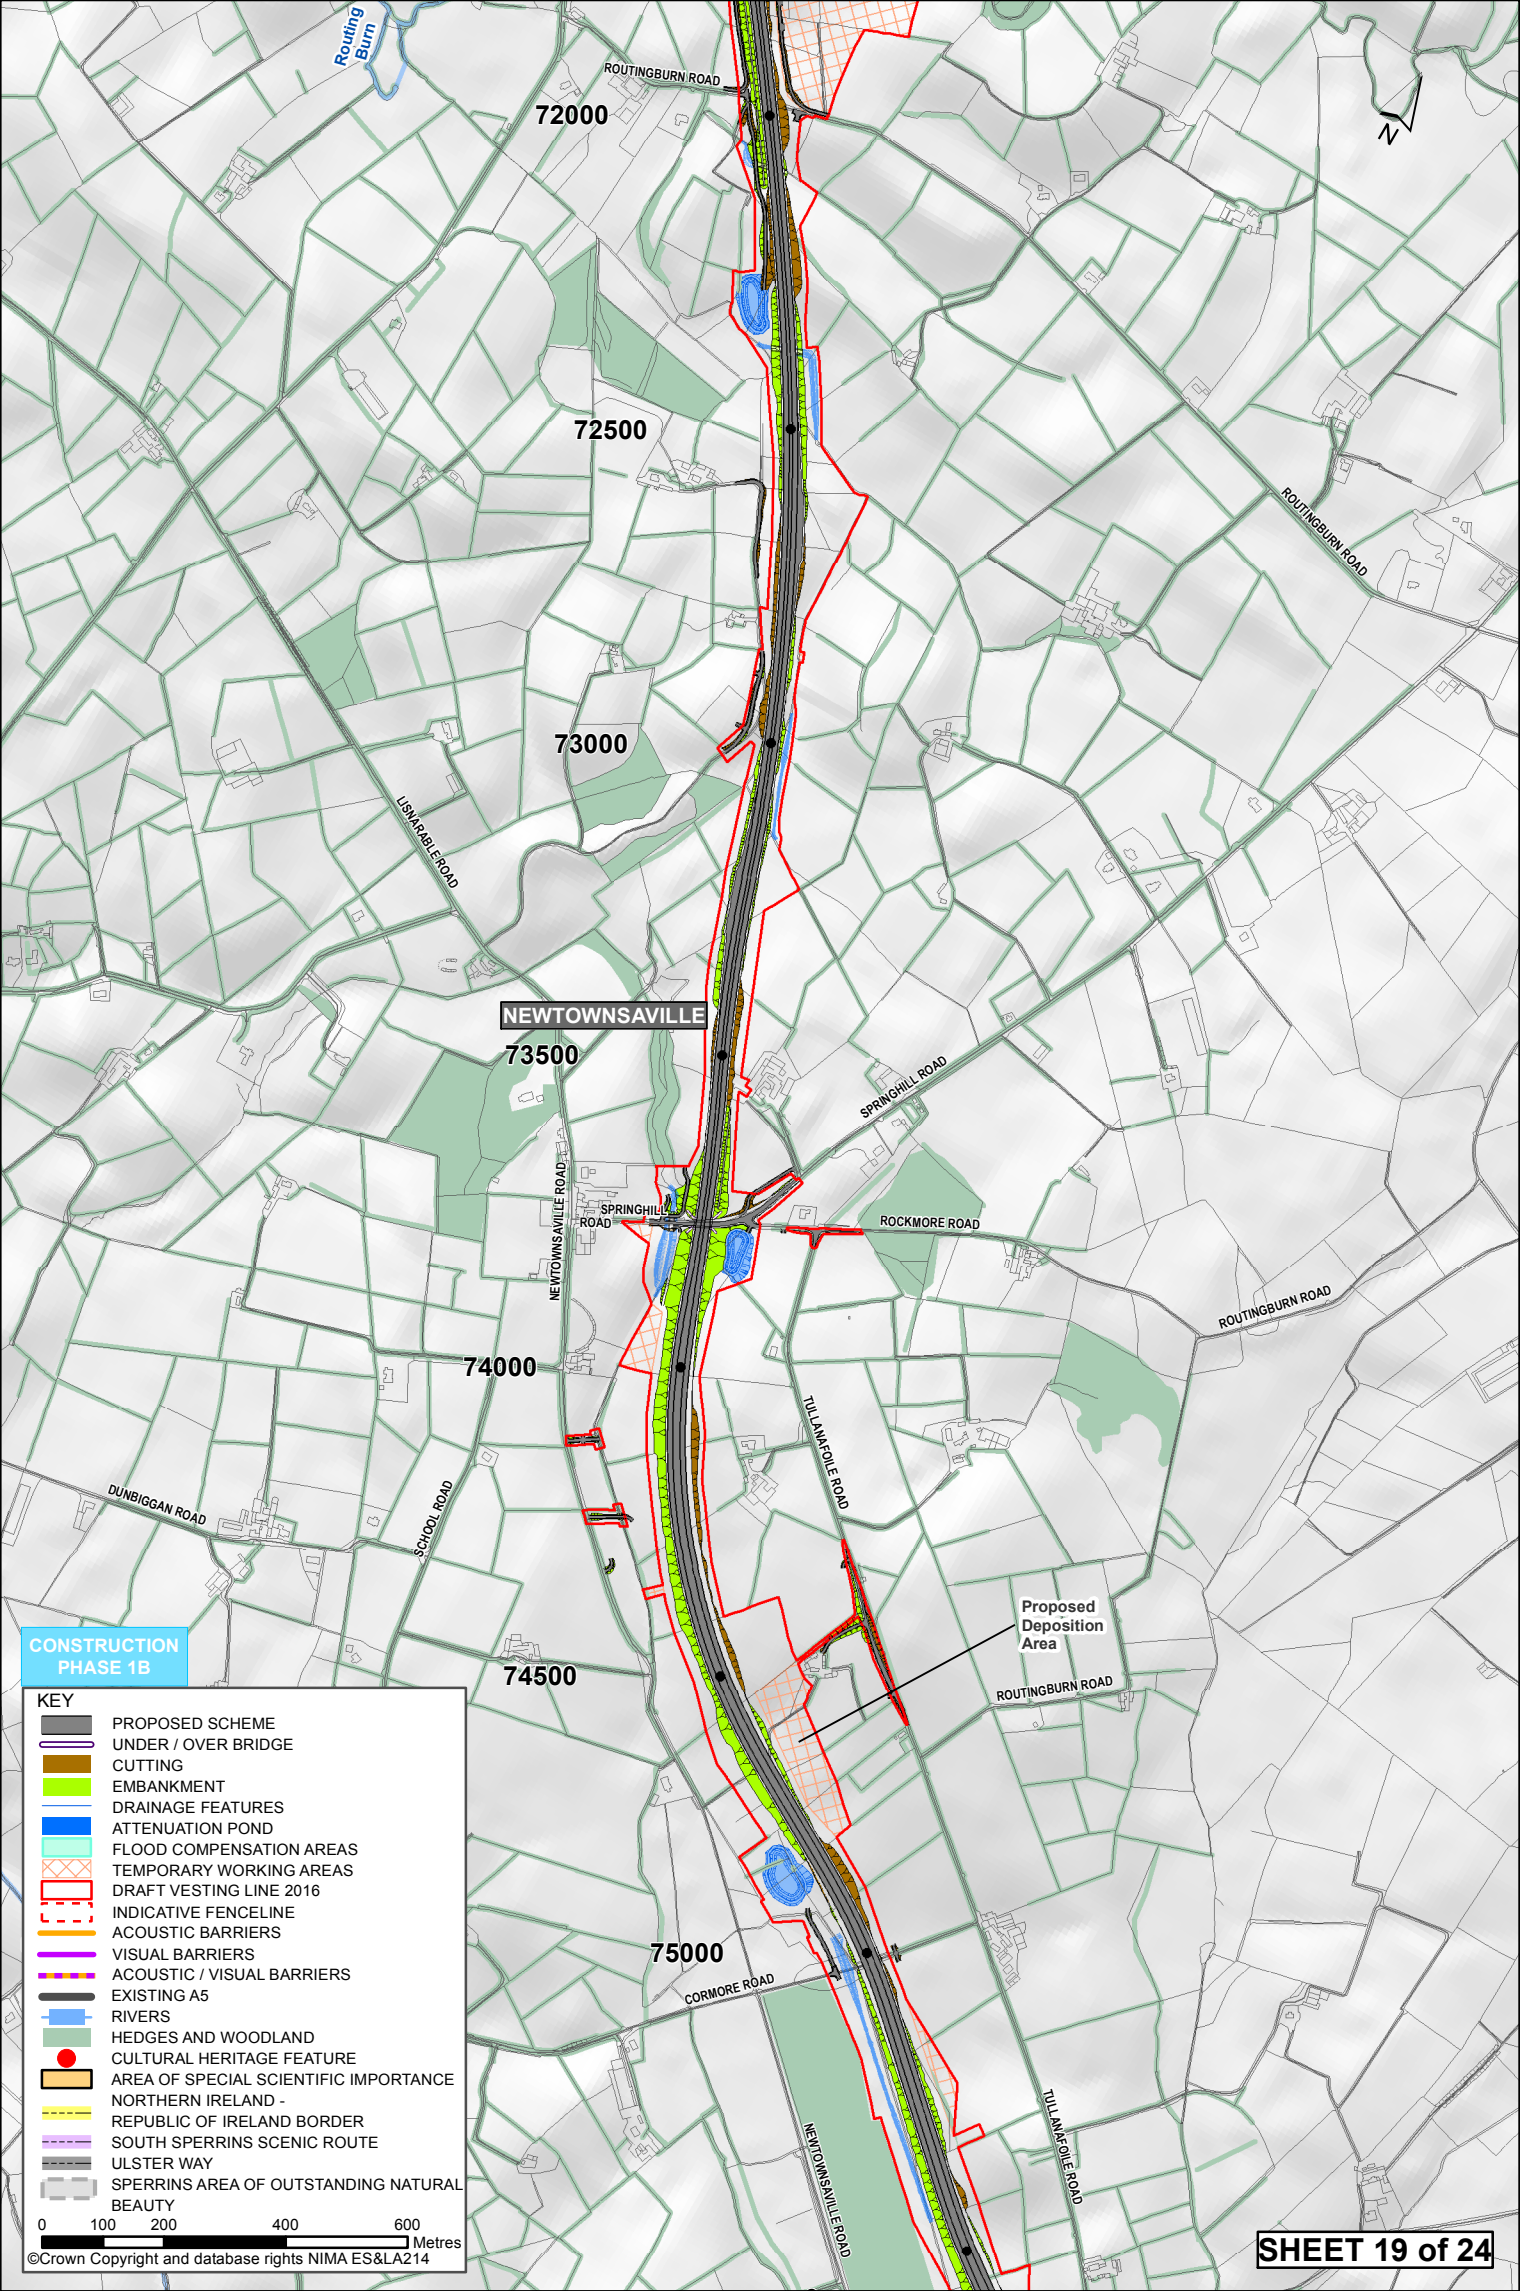 Routing
Burn
ROUTINGBURN ROAD
72000
N
72500
ROUTINGBURN ROAD
73000
LISNARABLE ROAD
NEWTOWNSAVILLE
73500
SPRINGHILL ROAD
NEWTOWNSAVILLE ROAD
SPRINGHILL
ROAD
ROCKMORE ROAD
ROUTINGBURN ROAD
74000
TULLANAFOILE ROAD
DUNBIGGAN ROAD
SCHOOL ROAD
Proposed
Deposition
Area
74500
ROUTINGBURN ROAD
75000
CORMORE ROAD
NEWTOWNSAVILLE ROAD
TULLANAFOILE ROAD
CONSTRUCTION
PHASE 1B
KEY
PROPOSED SCHEME
UNDER / OVER BRIDGE
CUTTING
EMBANKMENT
DRAINAGE FEATURES
ATTENUATION POND
FLOOD COMPENSATION AREAS
TEMPORARY WORKING AREAS
DRAFT VESTING LINE 2016
INDICATIVE FENCELINE
ACOUSTIC BARRIERS
VISUAL BARRIERS
ACOUSTIC / VISUAL BARRIERS
EXISTING A5
RIVERS
HEDGES AND WOODLAND
CULTURAL HERITAGE FEATURE
AREA OF SPECIAL SCIENTIFIC IMPORTANCE
NORTHERN IRELAND -
REPUBLIC OF IRELAND BORDER
SOUTH SPERRINS SCENIC ROUTE
ULSTER WAY
SPERRINS AREA OF OUTSTANDING NATURAL
BEAUTY
0 100 200 400 600
Metres
©Crown Copyright and database rights NIMA ES&LA214
SHEET 19 of 24